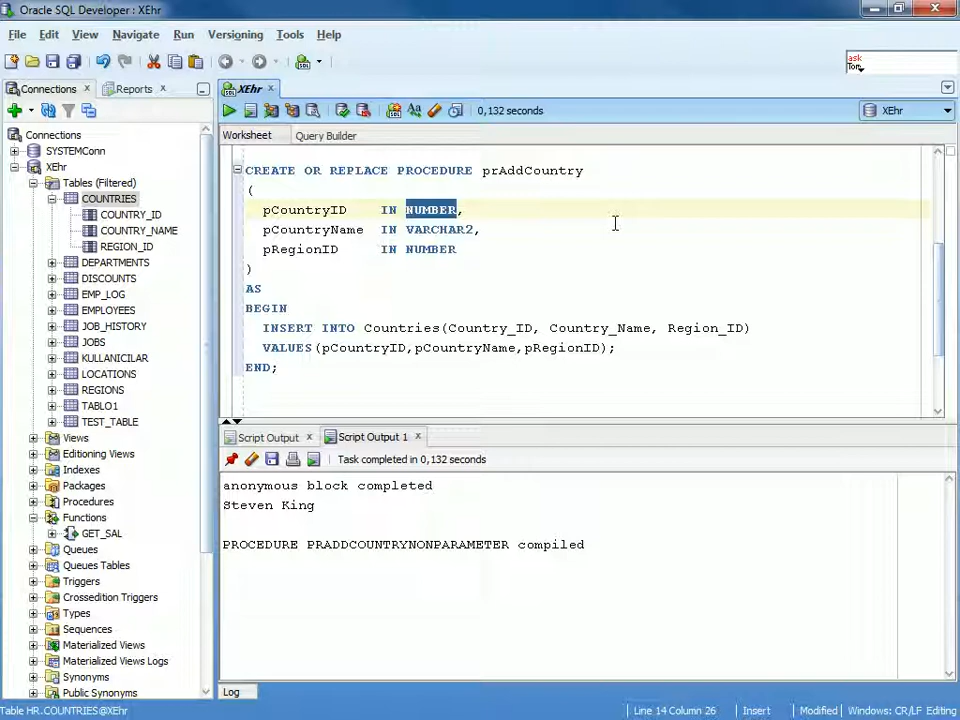 Oracle SQL Developer : XEhr
File Edit View Navigate Run Versioning Tools Help
ask
Tom
Connections
Reports
XEhr
0,132 seconds
XEhr
Worksheet
Query Builder
Connections
SYSTEMConn
XEhr
Tables (Filtered)
COUNTRIES
COUNTRY_ID
COUNTRY_NAME
REGION_ID
DEPARTMENTS
DISCOUNTS
EMP_LOG
EMPLOYEES
JOB_HISTORY
JOBS
KULLANICILAR
LOCATIONS
REGIONS
TABLO1
TEST_TABLE
Views
Editioning Views
Indexes
Packages
Procedures
Functions
GET_SAL
Queues
Queues Tables
Triggers
Crossedition Triggers
Types
Sequences
Materialized Views
Materialized Views Logs
Synonyms
Public Synonyms
CREATE OR REPLACE PROCEDURE prAddCountry
(
pCountryID IN NUMBER,
pCountryName IN VARCHAR2,
pRegionID IN NUMBER
)
AS
BEGIN
INSERT INTO Countries(Country_ID, Country_Name, Region_ID)
VALUES(pCountryID,pCountryName,pRegionID);
END;
Script Output
Script Output 1
Task completed in 0,132 seconds
anonymous block completed
Steven King
PROCEDURE PRADDCOUNTRYNONPARAMETER compiled
Log
Table HR.COUNTRIES@XEhr
Line 14 Column 26
Insert
Modified
Windows: CR/LF Editing